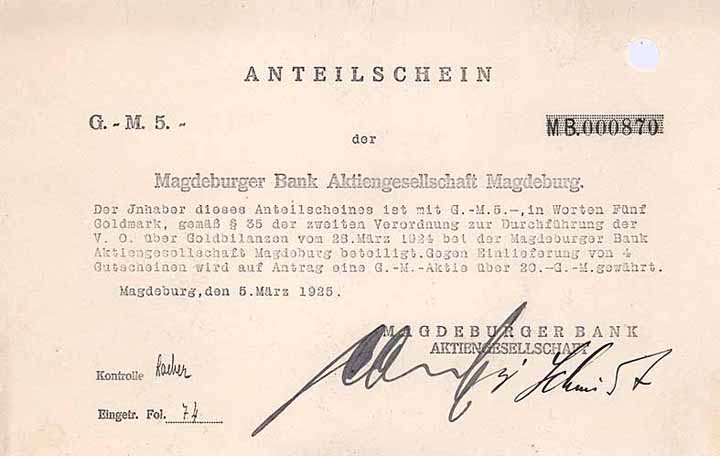 ANTEILSCHEIN
G. - M. 5. -
MB.000870
der
Magdeburger Bank Aktiengesellschaft Magdeburg.
Der Jnhaber dieses Anteilscheines ist mit G.-M.5-, in Worten Fünf
Goldmark, gemäß § 35 der zweiten Verordnung zur Durchführung der
V. O. über Goldbilanzen vom 28.März 1924 bei der Magdeburger Bank
Aktiengesellschaft Magdeburg beteiligt.Gegen Einlieferung von 4
Gutscheinen wird auf Antrag eine G.-M.-Aktie über 20.-G.-M.gewährt.
Magdeburg,den 5.März 1925.
MAGDEBURGER BANK
AKTIENGESELLSCHAFT
Schmidt
Kontrolle
Eingetr. Fol. 74